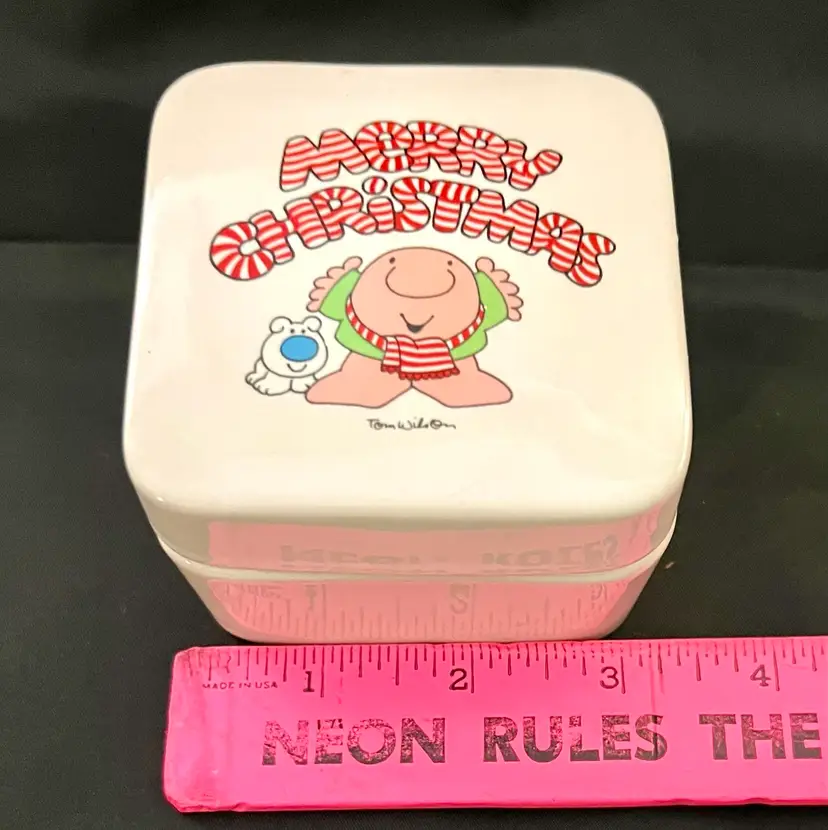 MERRY
CHRiSTMAS
Tom Wilson
1 2 3 4
MADE IN USA
NEON RULES THE